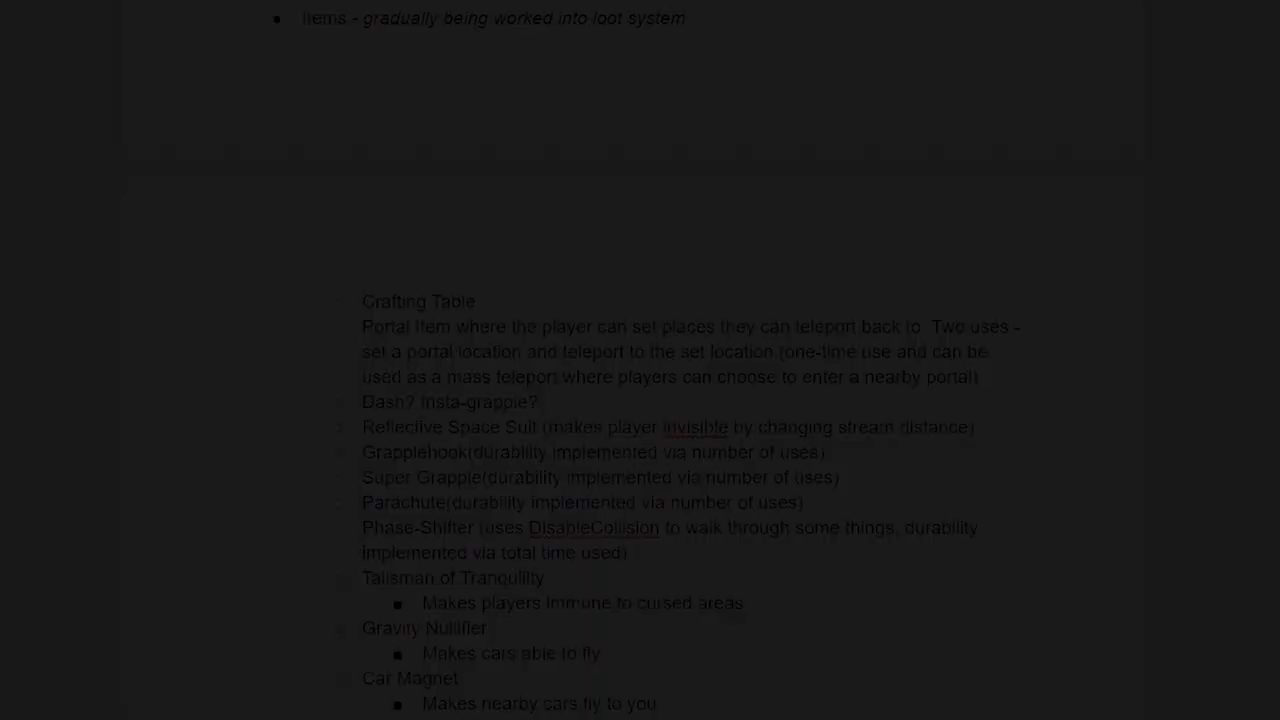 Items - gradually being worked into loot system
Crafting Table
Portal Item where the player can set places they can teleport back to. Two uses -
set a portal location and teleport to the set location (one-time use and can be
used as a mass teleport where players can choose to enter a nearby portal)
Dash? Insta-grapple?
Reflective Space Suit (makes player invisible by changing stream distance)
Grapplehook(durability implemented via number of uses)
Super Grapple(durability implemented via number of uses)
Parachute(durability implemented via number of uses)
Phase-Shifter (uses DisableCollision to walk through some things, durability
implemented via total time used)
Talisman of Tranquility
Makes players immune to cursed areas
Gravity Nullifier
Makes cars able to fly
Car Magnet
Makes nearby cars fly to you